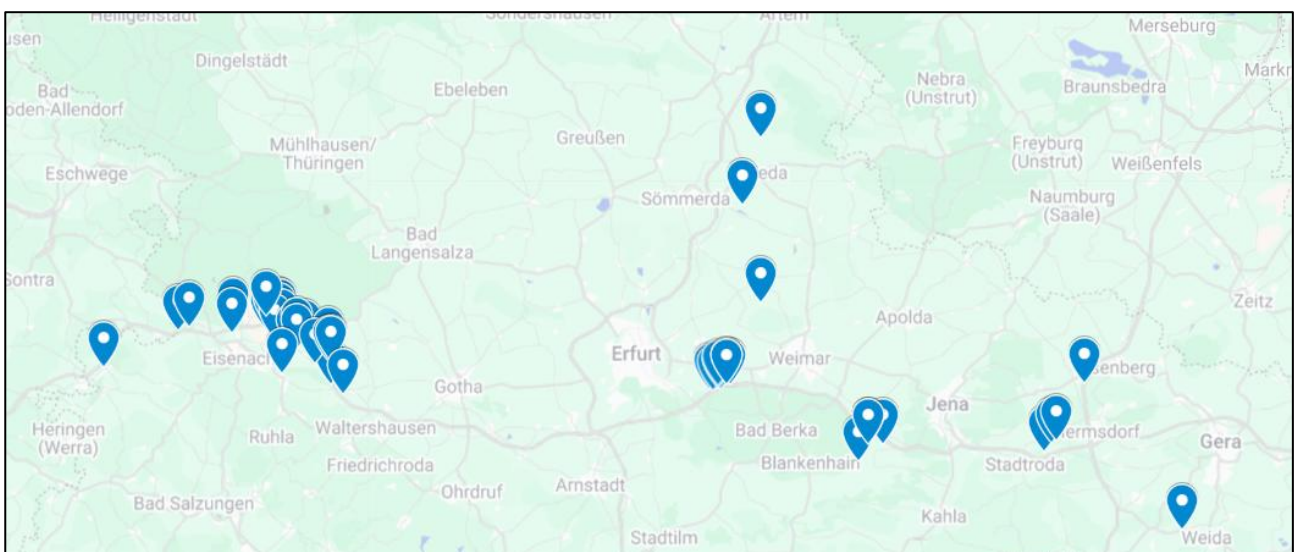 Heiligenstadt
Sondershausen
Artern
Merseburg
usen
Dingelstädt
Bad
oden-Allendorf
Ebeleben
Nebra
(Unstrut)
Braunsbedra
Mark
Mühlhausen/
Thüringen
Greußen
Freyburg
(Unstrut)
Weißenfels
Eschwege
eda
Sömmerda
Naumburg
(Saale)
Bad
Langensalza
Sontra
Zeitz
Apolda
Eisenac
Erfurt
Weimar
senberg
Gotha
Jena
Heringen
(Werra)
Ruhla
Waltershausen
Bad Berka
ermsdorf
Gera
Friedrichroda
Blankenhain
Stadtroda
Ohrdruf
Arnstadt
Bad Salzungen
Kahla
Stadtilm
Weida